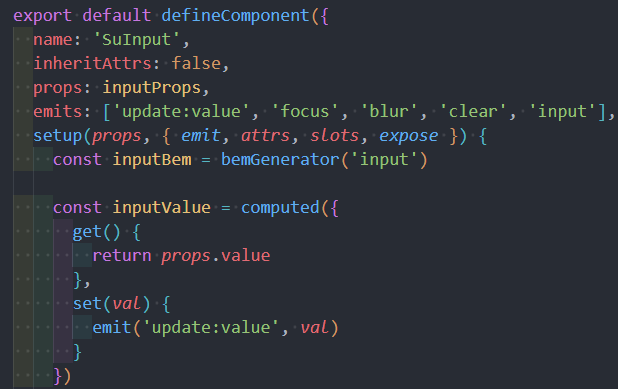 export default defineComponent({
  name: 'SuInput',
  inheritAttrs: false,
  props: inputProps,
  emits: ['update:value', 'focus', 'blur', 'clear', 'input'],
  setup(props, { emit, attrs, slots, expose }) {
    const inputBem = bemGenerator('input')

    const inputValue = computed({
      get() {
        return props.value
      },
      set(val) {
        emit('update:value', val)
      }
    })